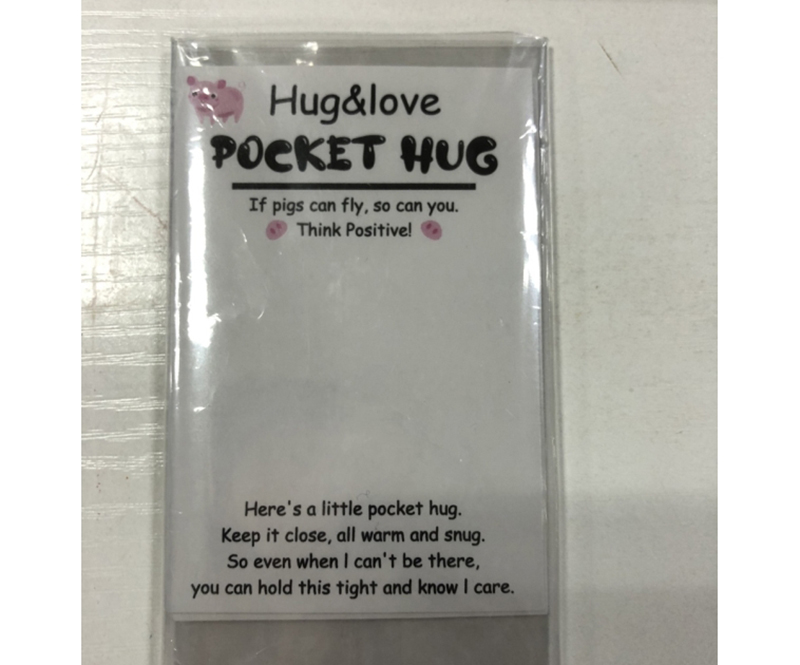 Hug&love
POCKET HUG
If pigs can fly, so can you.
Think Positive!
Here's a little pocket hug.
Keep it close, all warm and snug.
So even when I can't be there,
you can hold this tight and know I care.